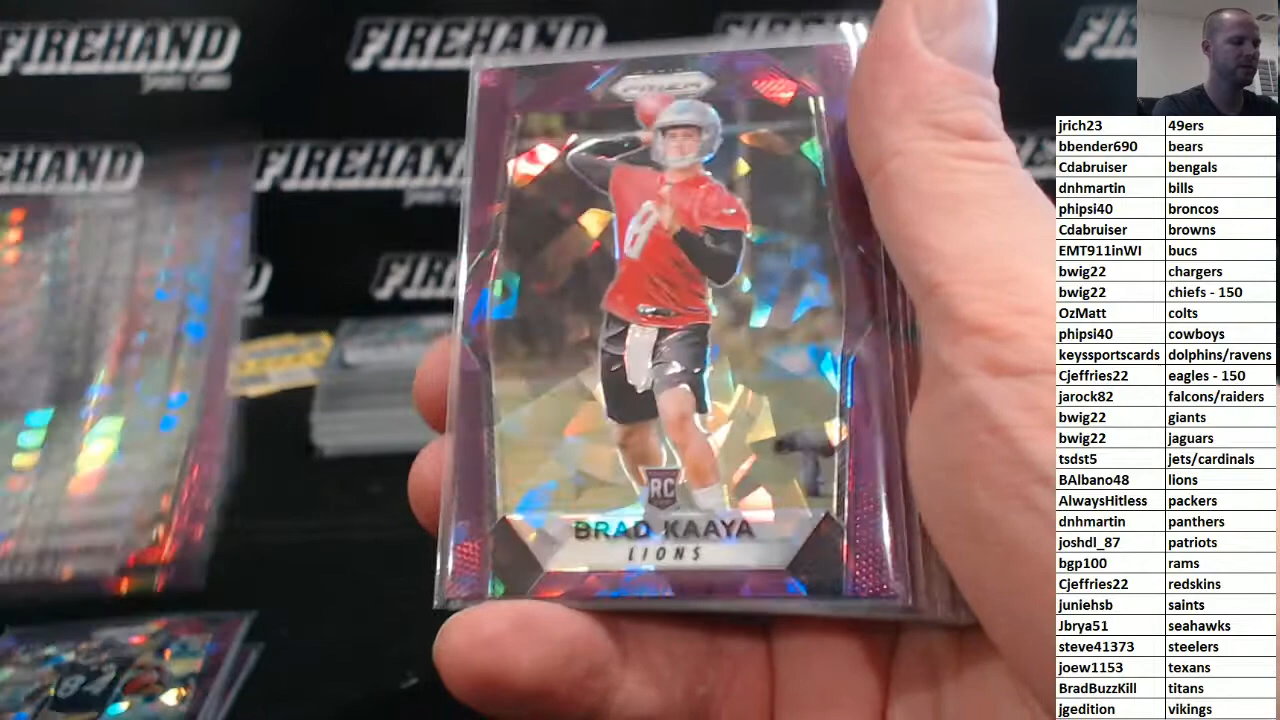 FIREHAND
FIREHAND
FIREHAND
FIREHAND
FIREHAND
PRIZM
8
RC
BRAD KAAYA
LIONS
84
jrich23 49ers
bbender690 bears
Cdabruiser bengals
dnhmartin bills
phipsi40 broncos
Cdabruiser browns
EMT911inWI bucs
bwig22 chargers
bwig22 chiefs - 150
OzMatt colts
phipsi40 cowboys
keyssportscards dolphins/ravens
Cjeffries22 eagles - 150
jarock82 falcons/raiders
bwig22 giants
bwig22 jaguars
tsdst5 jets/cardinals
BAlbano48 lions
AlwaysHitless packers
dnhmartin panthers
joshdl_87 patriots
bgp100 rams
Cjeffries22 redskins
juniehsb saints
Jbrya51 seahawks
steve41373 steelers
joew1153 texans
BradBuzzKill titans
jgedition vikings